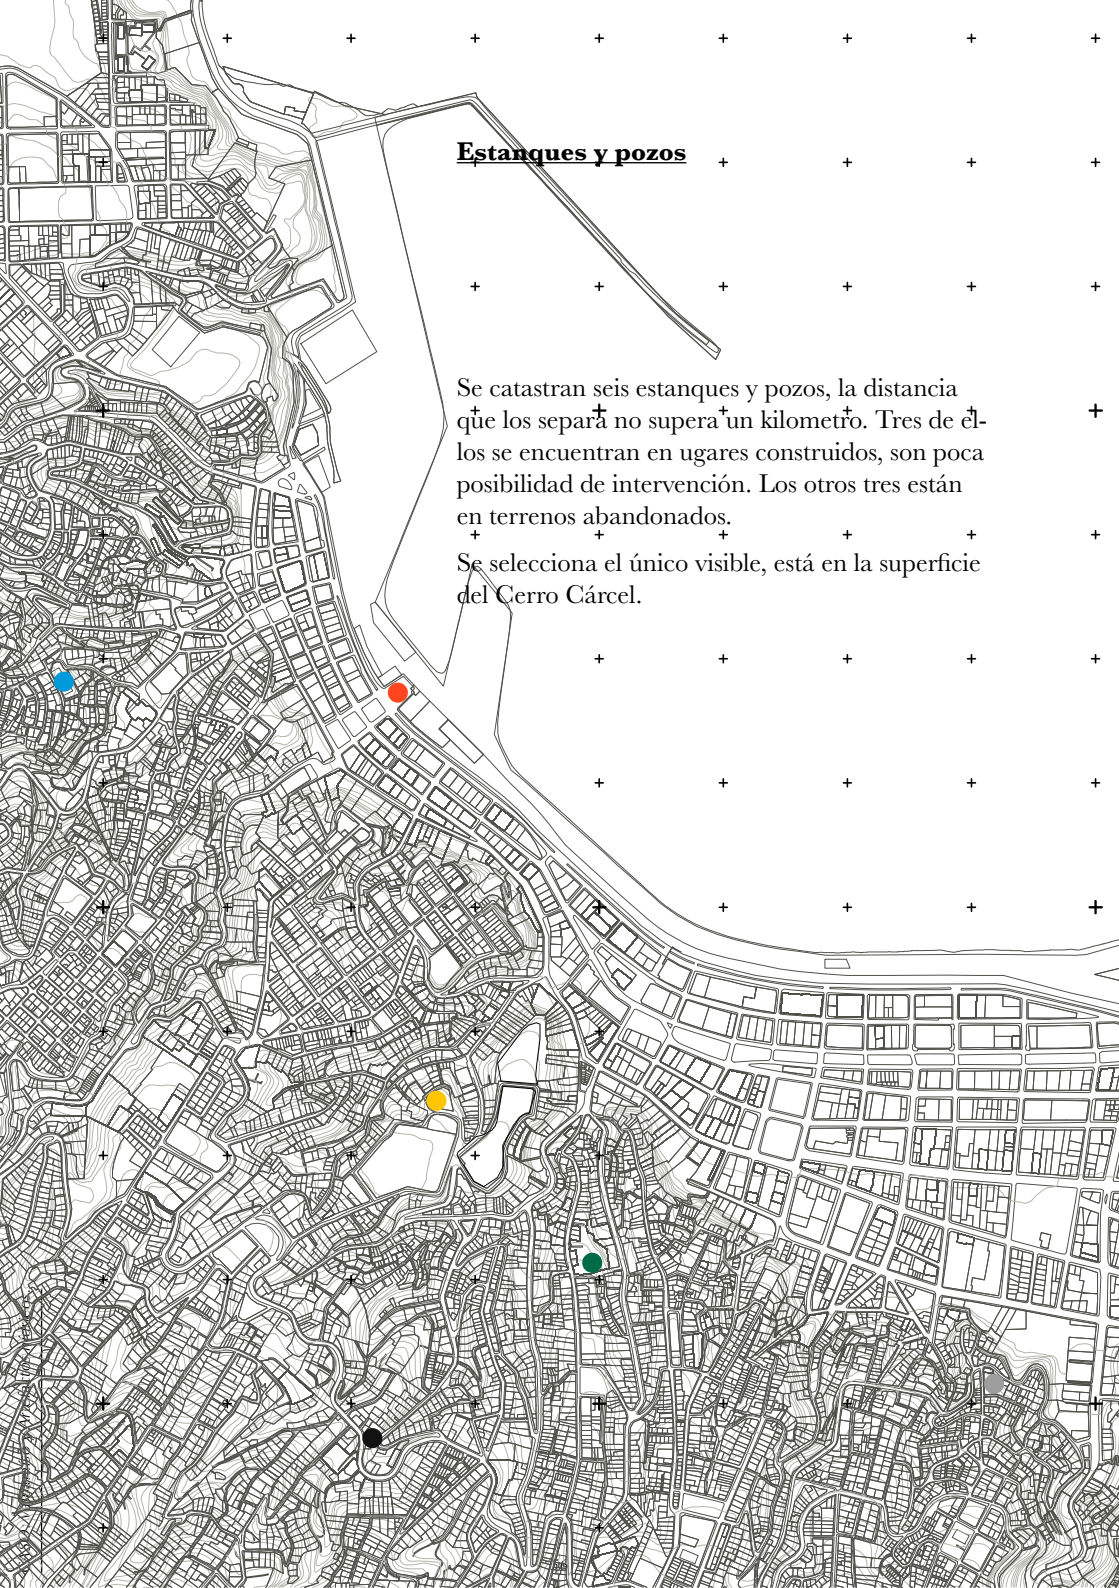 Estanques y pozos
Se catastran seis estanques y pozos, la distancia
que los separa no supera un kilometro. Tres de el-
los se encuentran en ugares construidos, son poca
posibilidad de intervención. Los otros tres están
en terrenos abandonados.
Se selecciona el único visible, está en la superficie
del Cerro Cárcel.